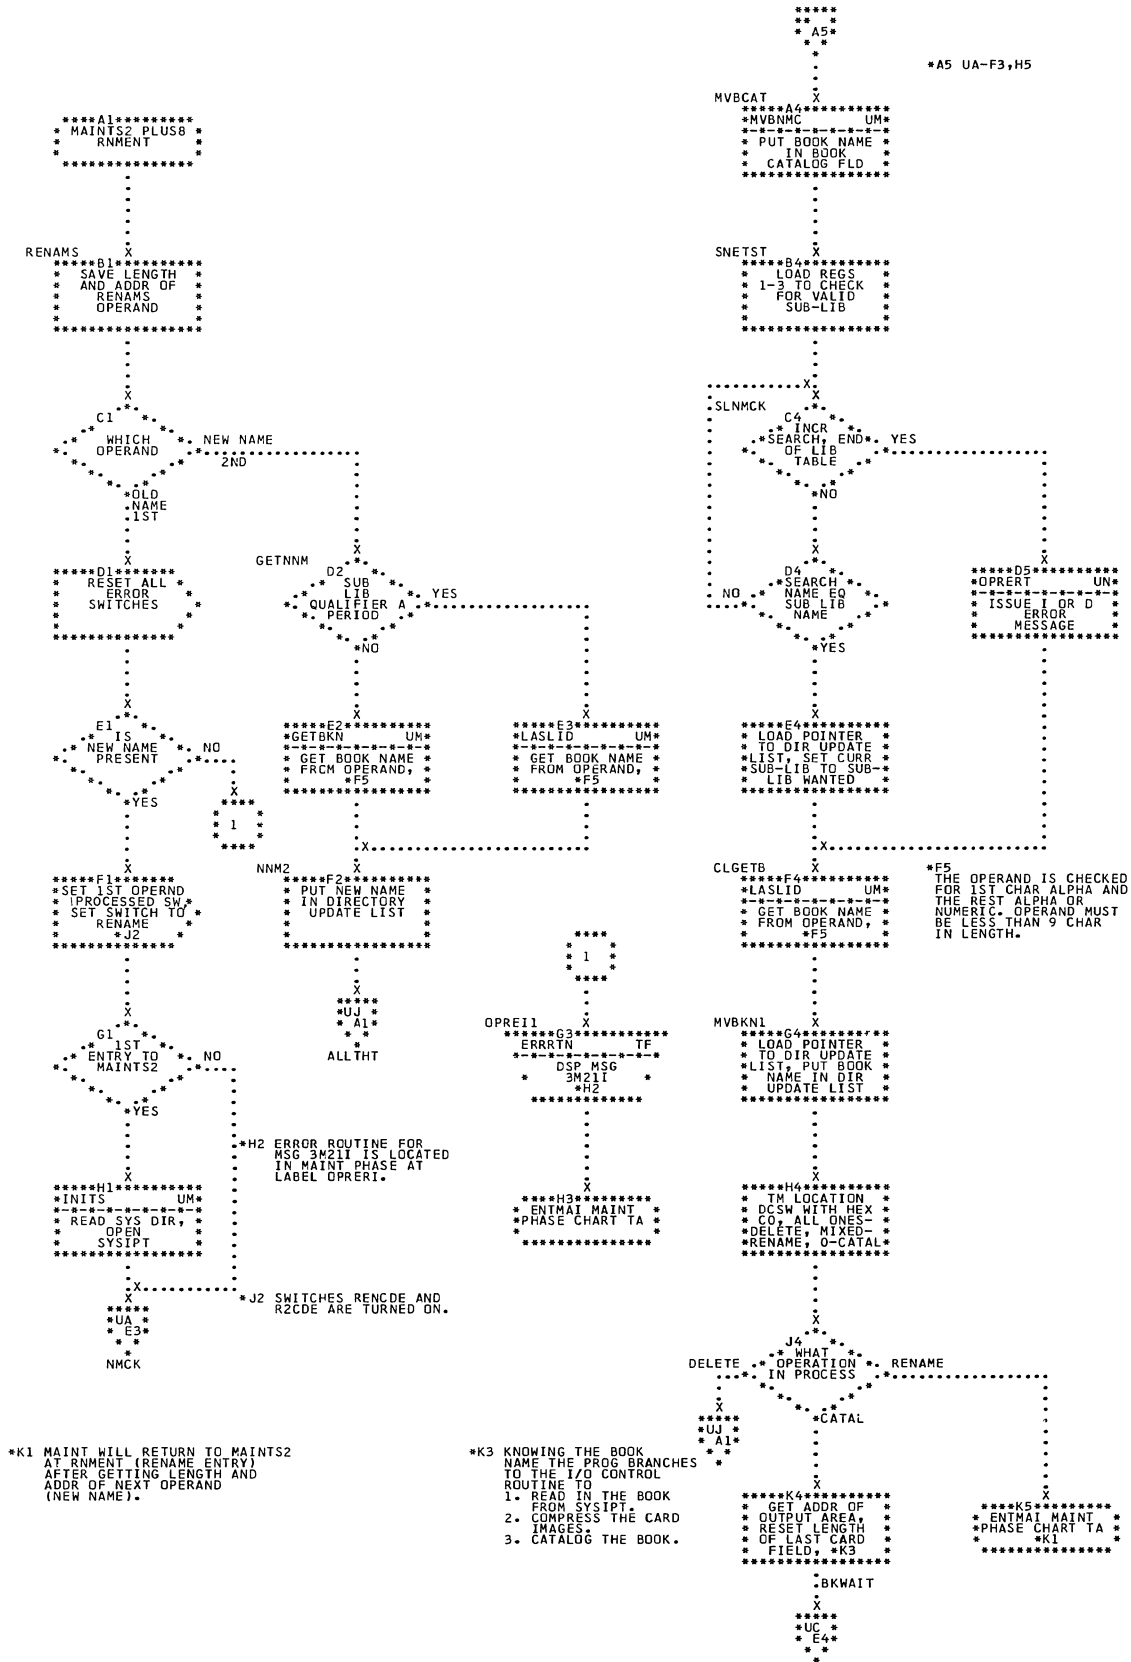 A5
*A5 UA-F3,H5
MVBCAT
A4
*MVBNMC UM*
PUT BOOK NAME
IN BOOK
CATALOG FLD
A1
MAINTS2 PLUS8
RNMENT
RENAMS
B1
SAVE LENGTH
AND ADDR OF
RENAMS
OPERAND
SNETST
B4
LOAD REGS
1-3 TO CHECK
FOR VALID
SUB-LIB
C1
WHICH
OPERAND
NEW NAME
2ND
*OLD
NAME
1ST
SLNMCK
C4
INCR
SEARCH, END
OF LIB
TABLE
YES
*NO
D1
RESET ALL
ERROR
SWITCHES
GETNNM
D2
SUB
LIB
QUALIFIER A
PERIOD
YES
*NO
D4
SEARCH
NAME EQ
SUB LIB
NAME
NO
*YES
D5
*OPRERT UN*
ISSUE I OR D
ERROR
MESSAGE
E1
IS
NEW NAME
PRESENT
NO
*YES
1
E2
*GETBKN UM*
GET BOOK NAME
FROM OPERAND,
*F5
E3
*LASLID UM*
GET BOOK NAME
FROM OPERAND,
*F5
E4
LOAD POINTER
TO DIR UPDATE
LIST, SET CURR
SUB-LIB TO SUB-
LIB WANTED
F1
SET 1ST OPERND
PROCESSED SW,
SET SWITCH TO
RENAME
*J2
NNM2
F2
PUT NEW NAME
IN DIRECTORY
UPDATE LIST
CLGETB
F4
*LASLID UM*
GET BOOK NAME
FROM OPERAND,
*F5
*F5
THE OPERAND IS CHECKED
FOR 1ST CHAR ALPHA AND
THE REST ALPHA OR
NUMERIC. OPERAND MUST
BE LESS THAN 9 CHAR
IN LENGTH.
1
UJ
A1
ALLTHT
G1
1ST
ENTRY TO
MAINTS2
NO
*YES
OPREI1
G3
ERRRTN TF
DSP MSG
3M21I
*H2
MVBKN1
G4
LOAD POINTER
TO DIR UPDATE
LIST, PUT BOOK
NAME IN DIR
UPDATE LIST
*H2 ERROR ROUTINE FOR
MSG 3M21I IS LOCATED
IN MAINT PHASE AT
LABEL OPRERI.
H1
*INITS UM*
READ SYS DIR,
OPEN
SYSIPT
H3
ENTMAI MAINT
PHASE CHART TA
H4
TM LOCATION
DCSW WITH HEX
CO, ALL ONES-
DELETE, MIXED-
RENAME, O-CATAL
*J2 SWITCHES RENCDE AND
R2CDE ARE TURNED ON.
UA
E3
NMCK
J4
WHAT
OPERATION
IN PROCESS
DELETE
RENAME
*CATAL
UJ
A1
*K1 MAINT WILL RETURN TO MAINTS2
AT RNMENT (RENAME ENTRY)
AFTER GETTING LENGTH AND
ADDR OF NEXT OPERAND
(NEW NAME).
*K3 KNOWING THE BOOK
NAME THE PROG BRANCHES
TO THE I/O CONTROL
ROUTINE TO
1. READ IN THE BOOK
FROM SYSIPT.
2. COMPRESS THE CARD
IMAGES.
3. CATALOG THE BOOK.
K4
GET ADDR OF
OUTPUT AREA,
RESET LENGTH
OF LAST CARD
FIELD, *K3
K5
ENTMAI MAINT
PHASE CHART TA
*K1
BKWAIT
UC
E4